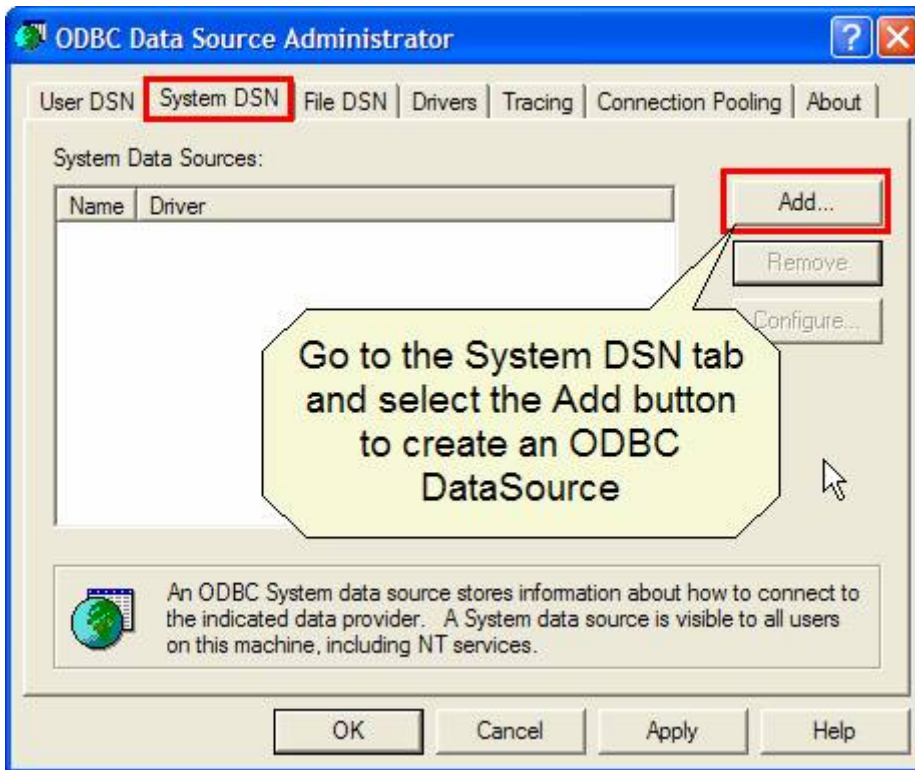 ODBC Data Source Administrator
User DSN System DSN File DSN Drivers Tracing Connection Pooling About
System Data Sources:
Name Driver
Add...
Remove
Configure...
Go to the System DSN tab
and select the Add button
to create an ODBC
DataSource
An ODBC System data source stores information about how to connect to
the indicated data provider. A System data source is visible to all users
on this machine, including NT services.
OK Cancel Apply Help